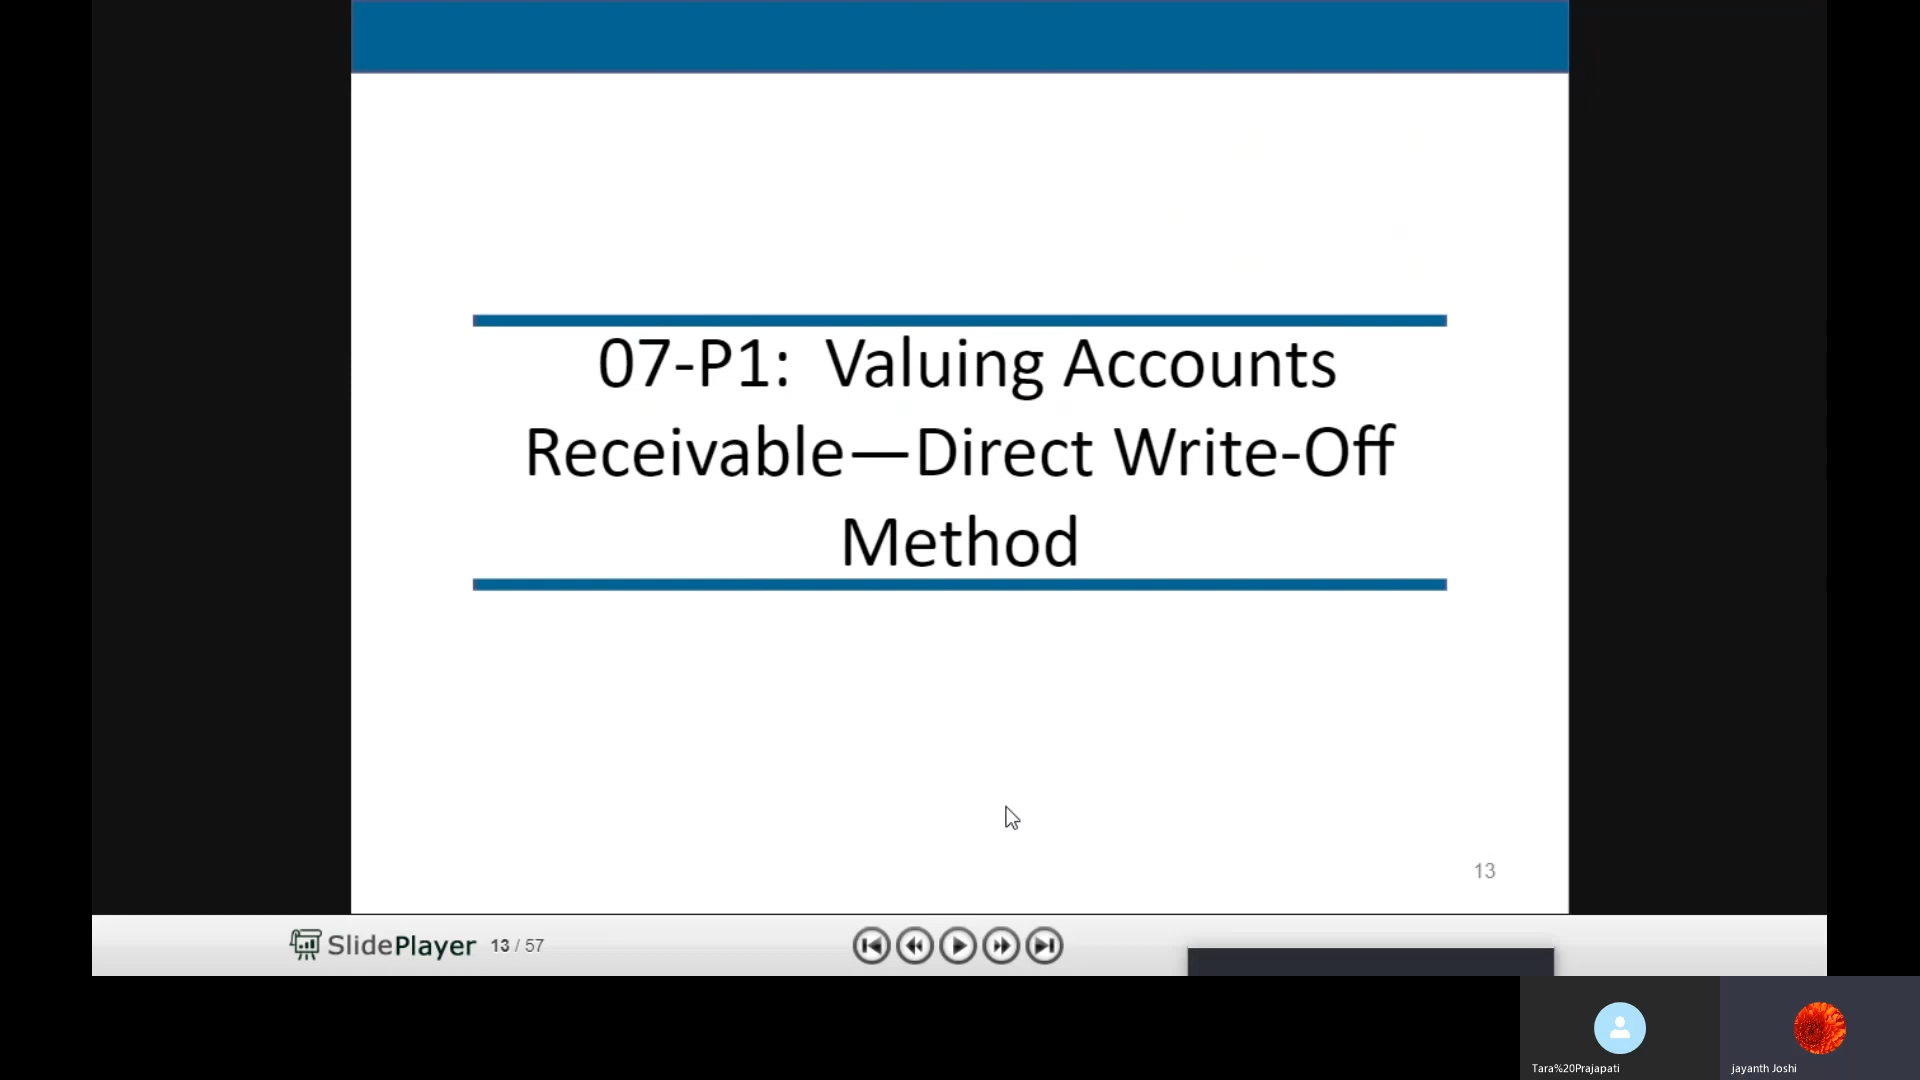 07-P1:  Valuing Accounts
Receivable—Direct Write-Off
Method
13
SlidePlayer 13 / 57
Tara%20Prajapati
jayanth Joshi